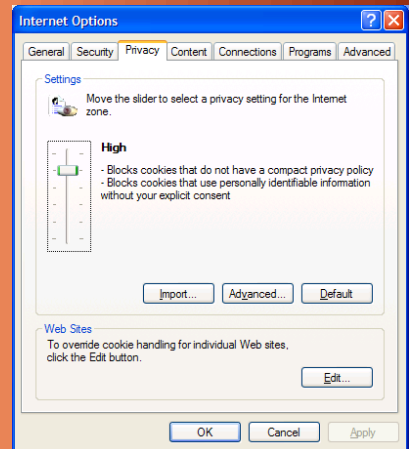 Internet Options
General Security Privacy Content Connections Programs Advanced
Settings
Move the slider to select a privacy setting for the Internet
zone.
High
- Blocks cookies that do not have a compact privacy policy
- Blocks cookies that use personally identifiable information
without your explicit consent
Import... Advanced... Default
Web Sites
To override cookie handling for individual Web sites,
click the Edit button.
Edit...
OK Cancel Apply